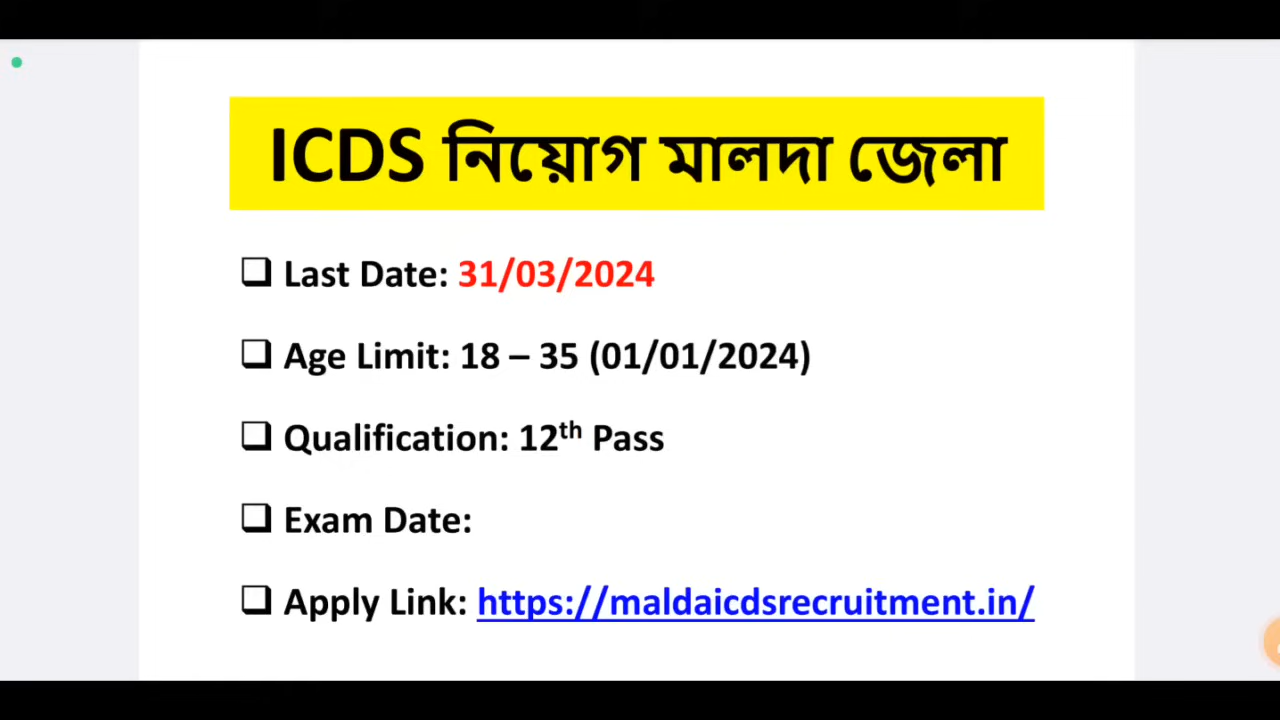 ICDS নিয়োগ মালদা জেলা
Last Date: 31/03/2024
Age Limit: 18 – 35 (01/01/2024)
Qualification: 12th Pass
Exam Date:
Apply Link: https://maldaicdsrecruitment.in/